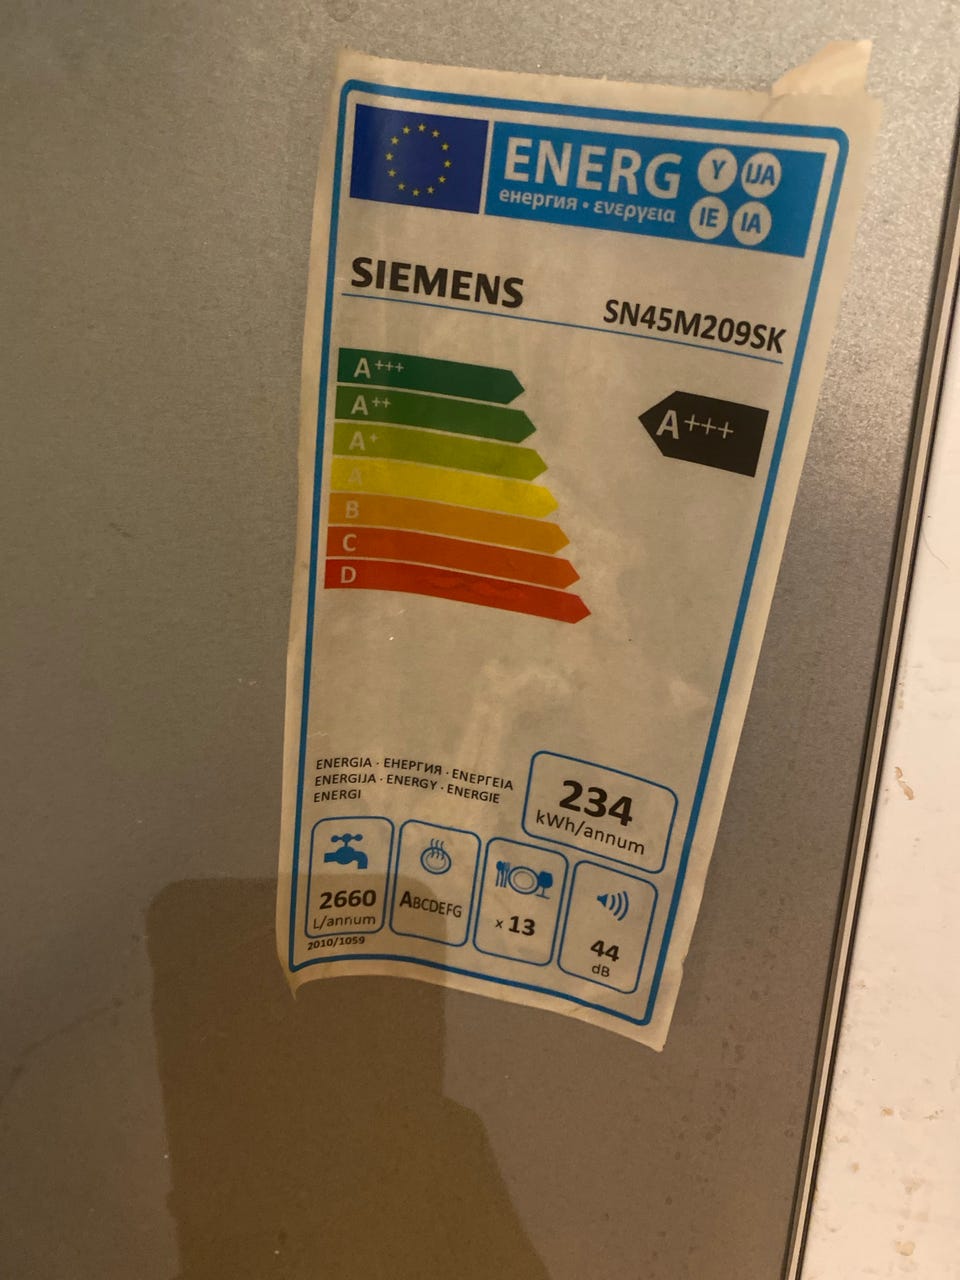 ENERG Y IJA
енергия · ενεργεια IE IA
SIEMENS
SN45M209SK
A+++
A++
A+
A
B
C
D
A+++
ENERGIA · ЕНЕРГИЯ · ΕΝΕΡΓΕΙΑ
ENERGIJA · ENERGY · ENERGIE
ENERGI
234
kWh/annum
2660
L/annum
ABCDEFG
x 13
44
dB
2010/1059